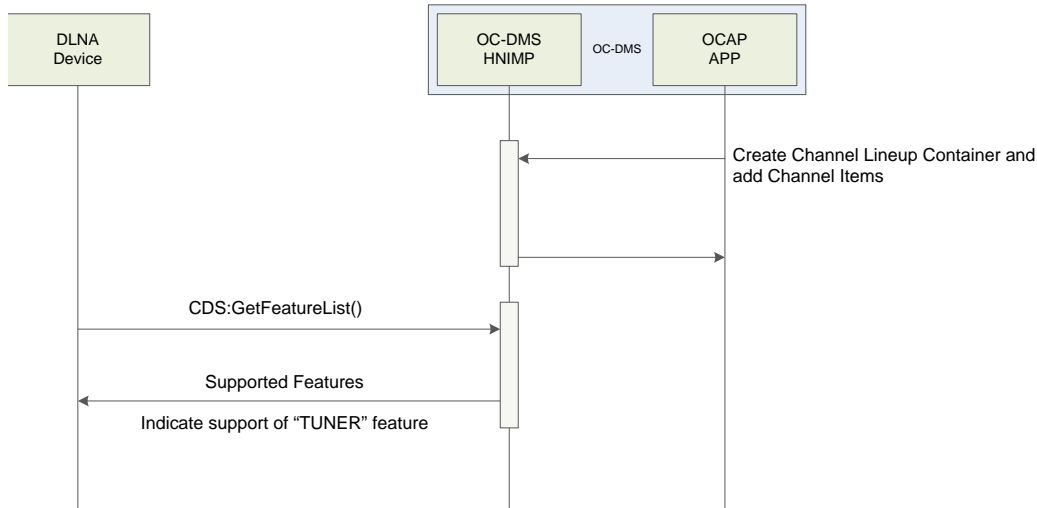 DLNA
Device
OC-DMS
HNIMP
OC-DMS
OCAP
APP
Create Channel Lineup Container and
add Channel Items
CDS:GetFeatureList()
Supported Features
Indicate support of “TUNER” feature